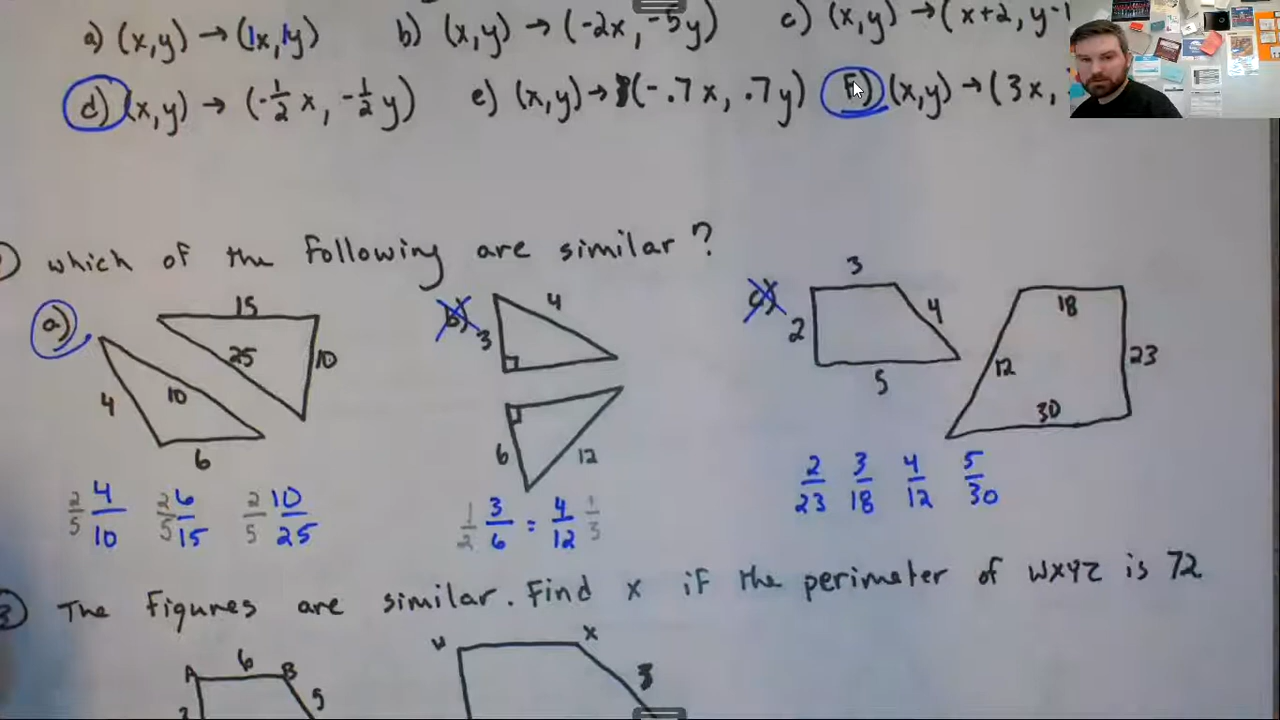 a) (x,y) → (1x,1y) b) (x,y) → (-2x, -5y) c) (x,y) → (x+2, y-1
d) (x,y) → (-1/2 x, -1/2 y) e) (x,y) → (-.7x, .7y) F) (x,y) → (3x,
) which of the following are similar?
a) 15 25 10 4 10 6
b) 4 3 6 12
c) 3 4 2 5 18 12 23 30
2/5 4/10 2/5 6/15 2/5 10/25
1/2 3/6 = 4/12 1/3
2/23 3/18 4/12 5/30
3) The figures are similar. Find x if the perimeter of WXYZ is 72
A 6 B 5
W X